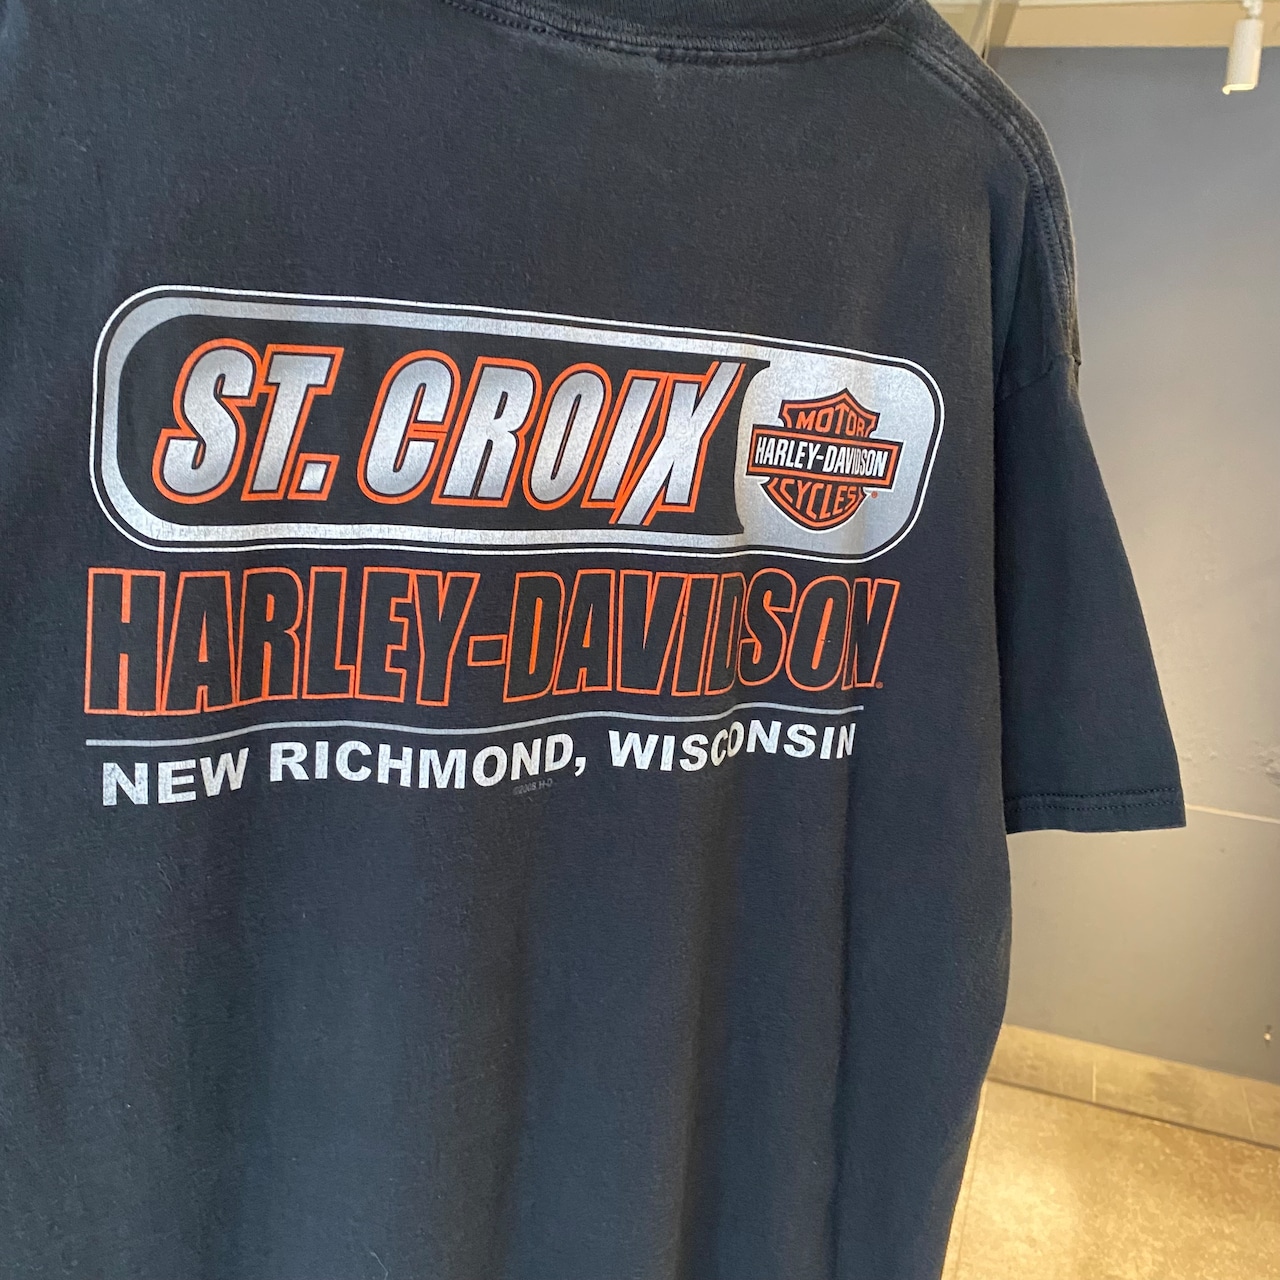 ST. CROIX
MOTOR
HARLEY-DAVIDSON
CYCLES
HARLEY-DAVIDSON
NEW RICHMOND, WISCONSIN